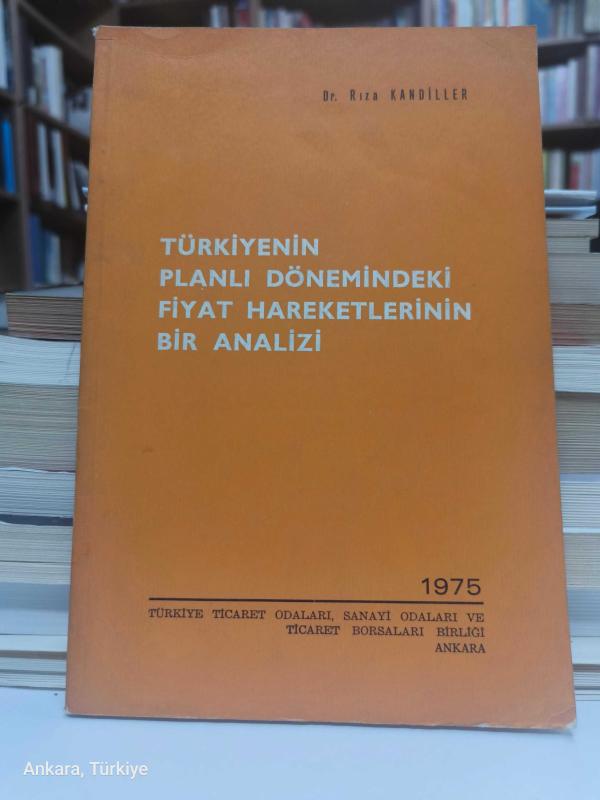 Dr. Rıza KANDİLLER
TÜRKİYENİN
PLANLI DÖNEMİNDEKİ
FİYAT HAREKETLERİNİN
BİR ANALİZİ
1975
TÜRKİYE TİCARET ODALARI, SANAYİ ODALARI VE
TİCARET BORSALARI BİRLİĞİ
ANKARA
Ankara, Türkiye